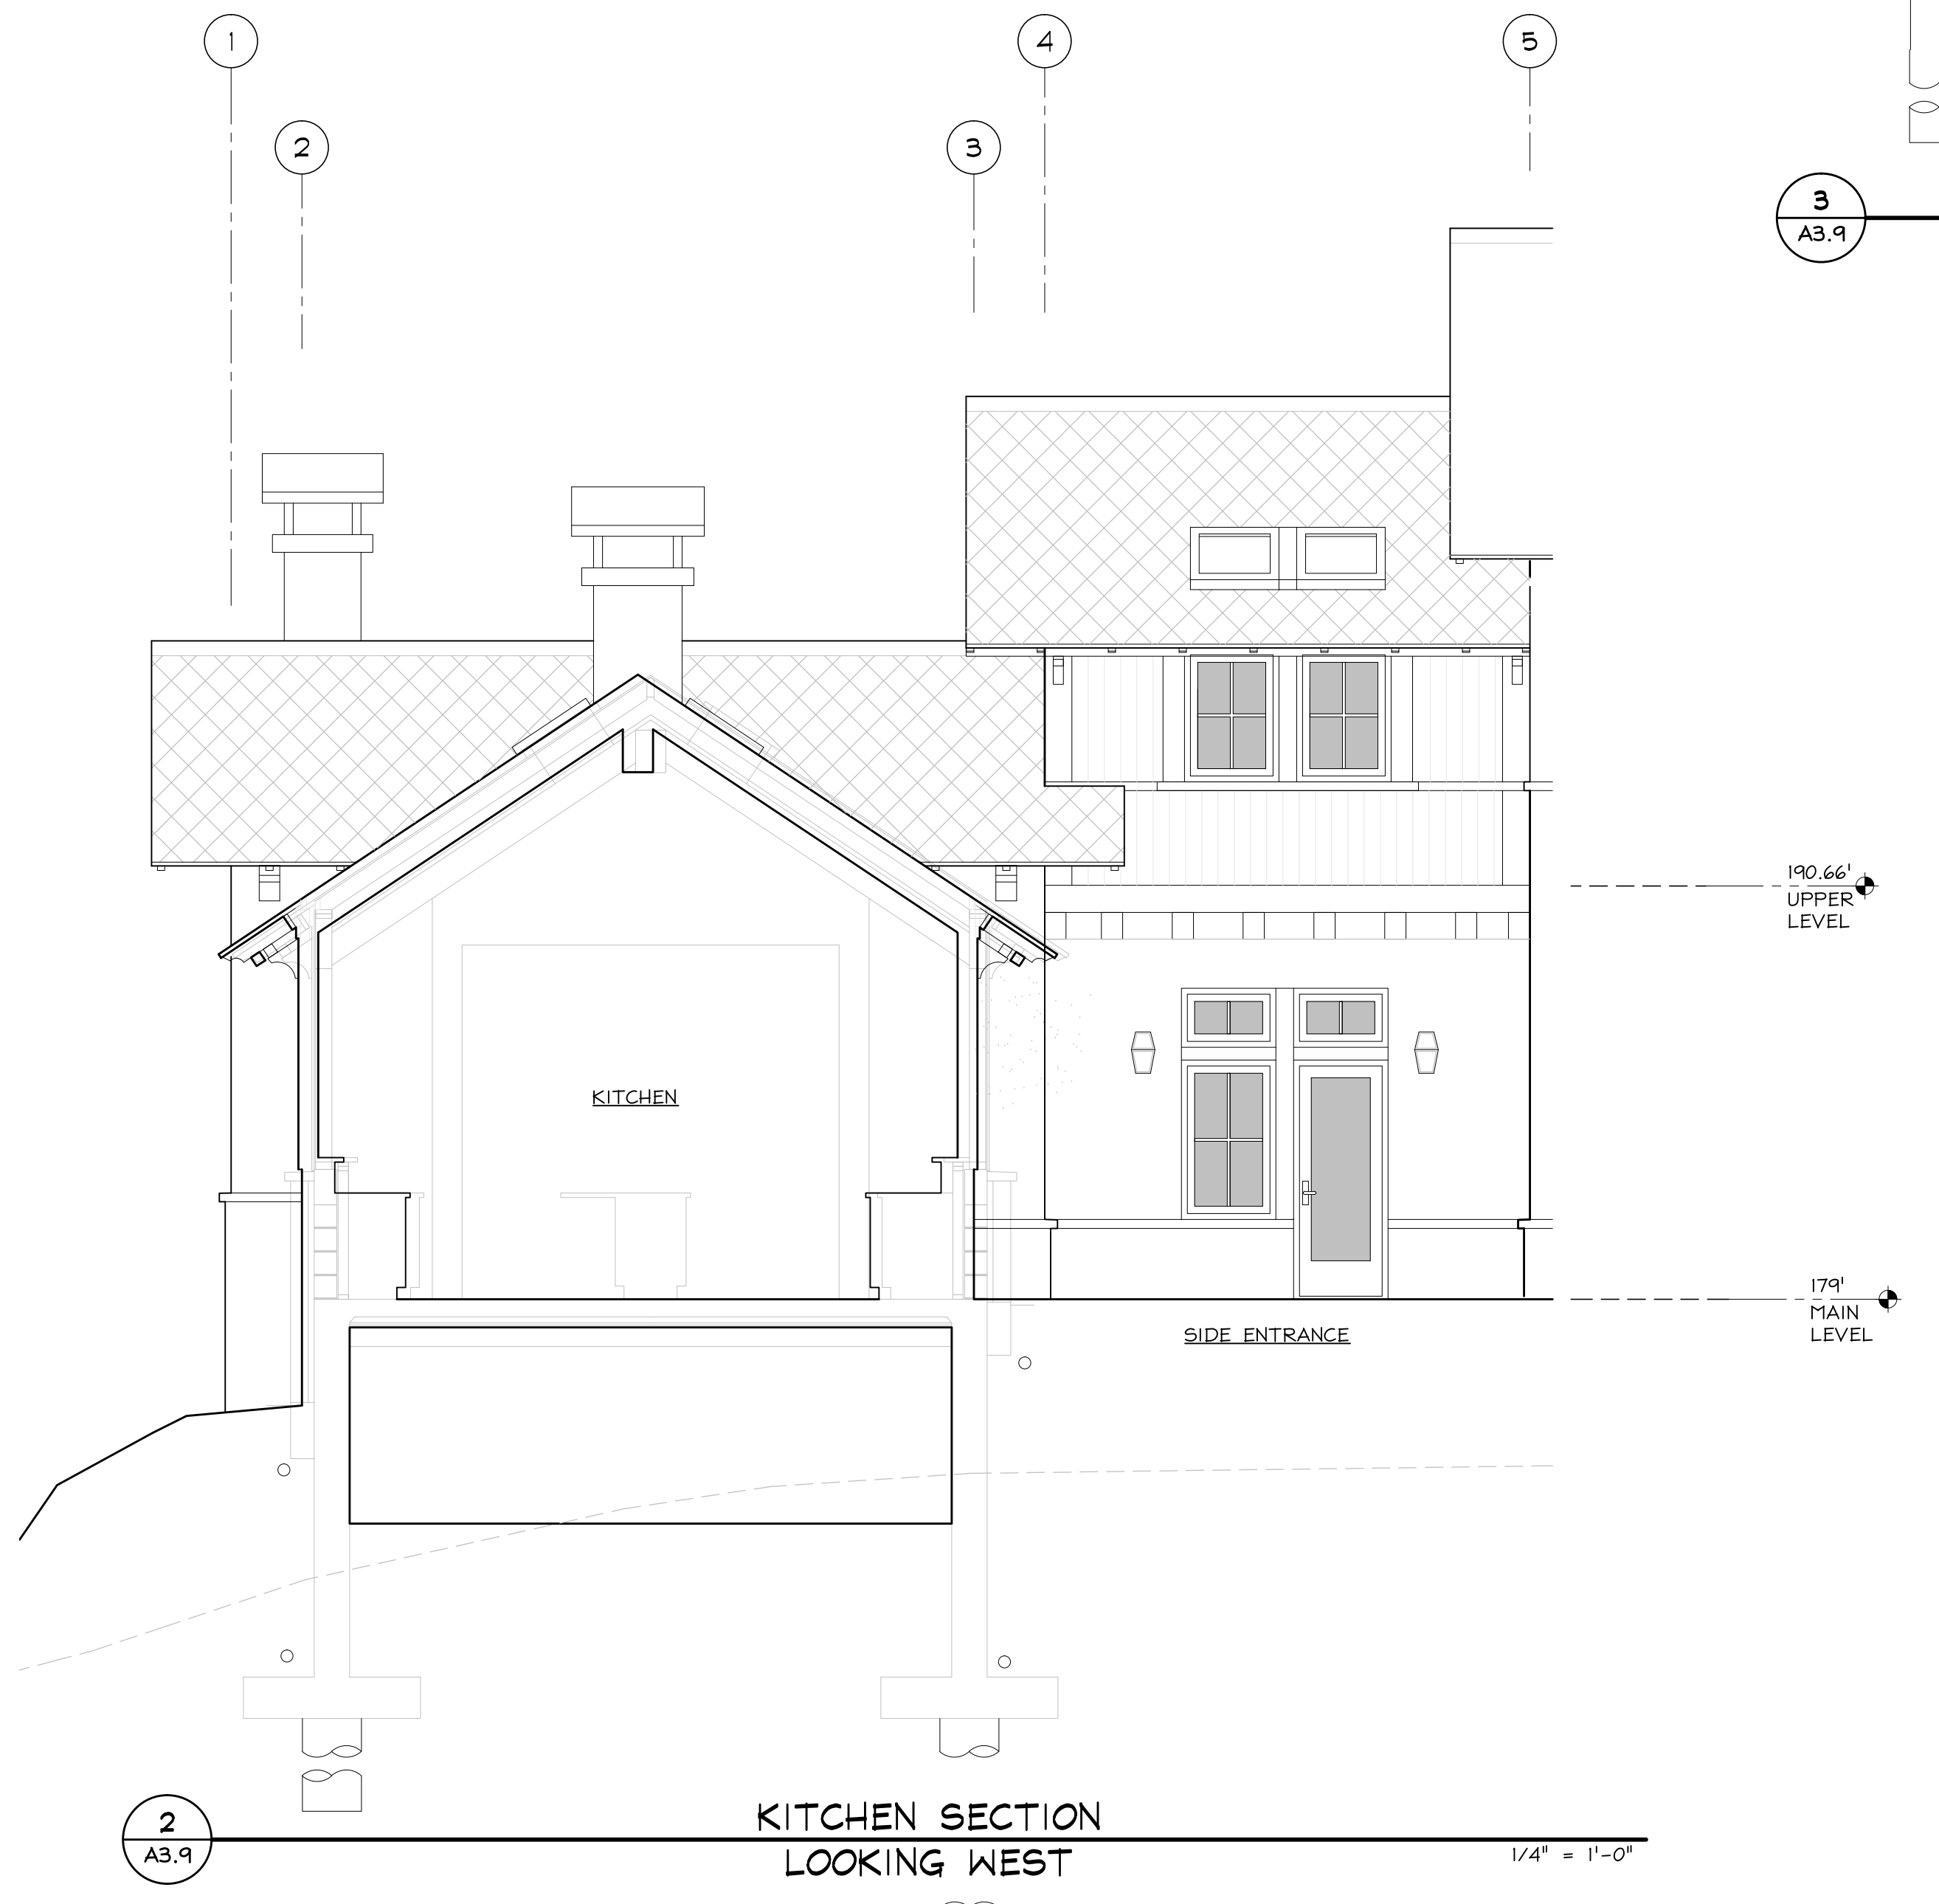 1
4
5
2
3
3
A3.9
190.66'
UPPER
LEVEL
KITCHEN
179'
MAIN
LEVEL
SIDE ENTRANCE
KITCHEN SECTION
2
A3.9
LOOKING WEST
1/4" = 1'-0"